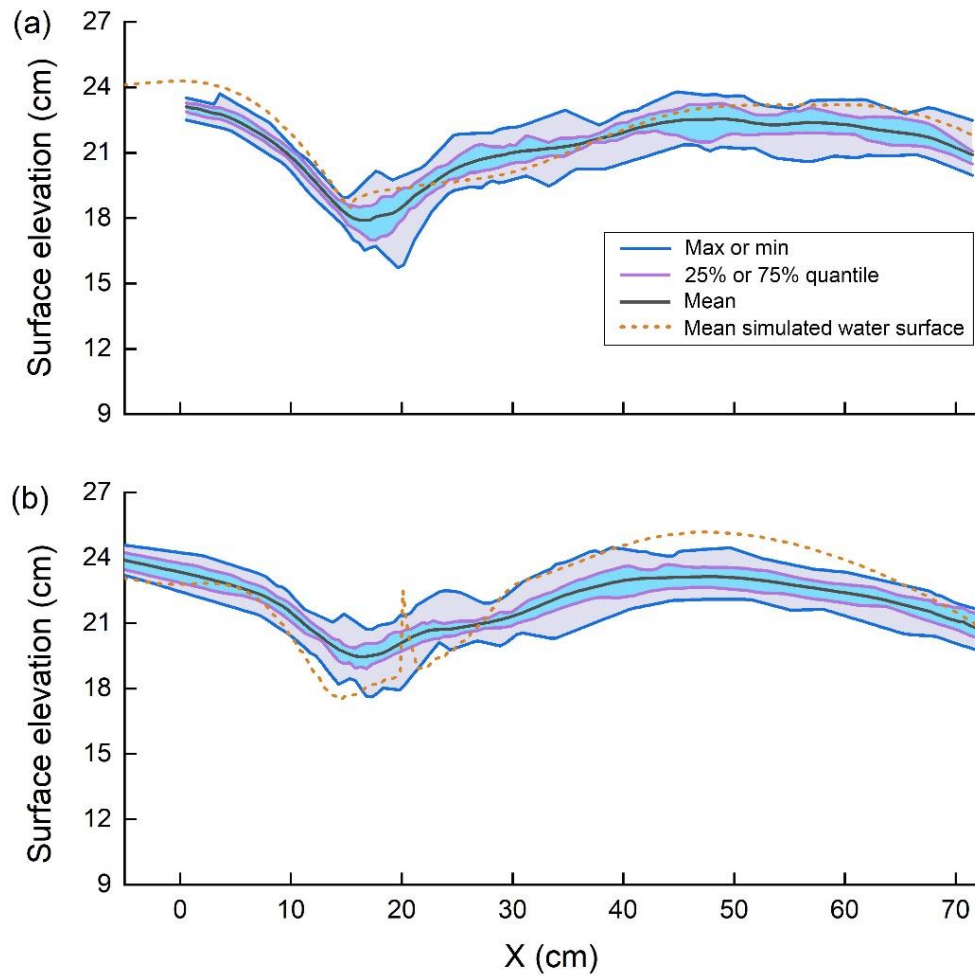 (a)
27
24
21
18
15
12
9
Surface elevation (cm)
Max or min
25% or 75% quantile
Mean
Mean simulated water surface
(b)
27
24
21
18
15
12
9
Surface elevation (cm)
0 10 20 30 40 50 60 70
X (cm)